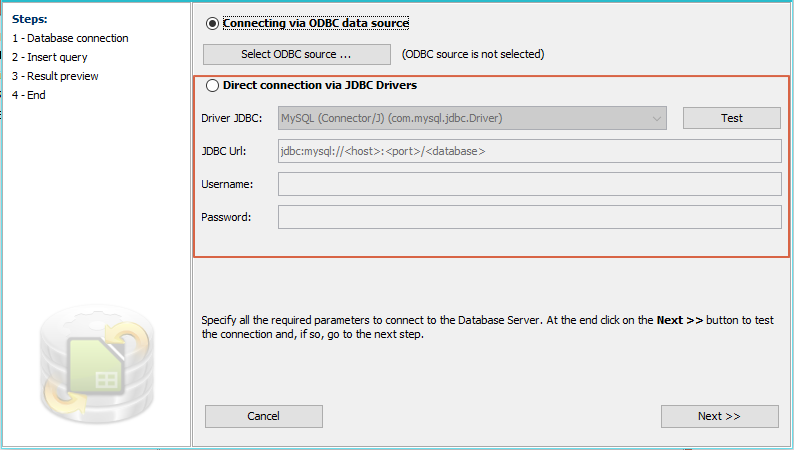 Steps:
1 - Database connection
2 - Insert query
3 - Result preview
4 - End
Connecting via ODBC data source
Select ODBC source ... (ODBC source is not selected)
Direct connection via JDBC Drivers
Driver JDBC: MySQL (Connector/J) (com.mysql.jdbc.Driver) Test
JDBC Url: jdbc:mysql://<host>:<port>/<database>
Username:
Password:
Specify all the required parameters to connect to the Database Server. At the end click on the Next >> button to test
the connection and, if so, go to the next step.
Cancel Next >>